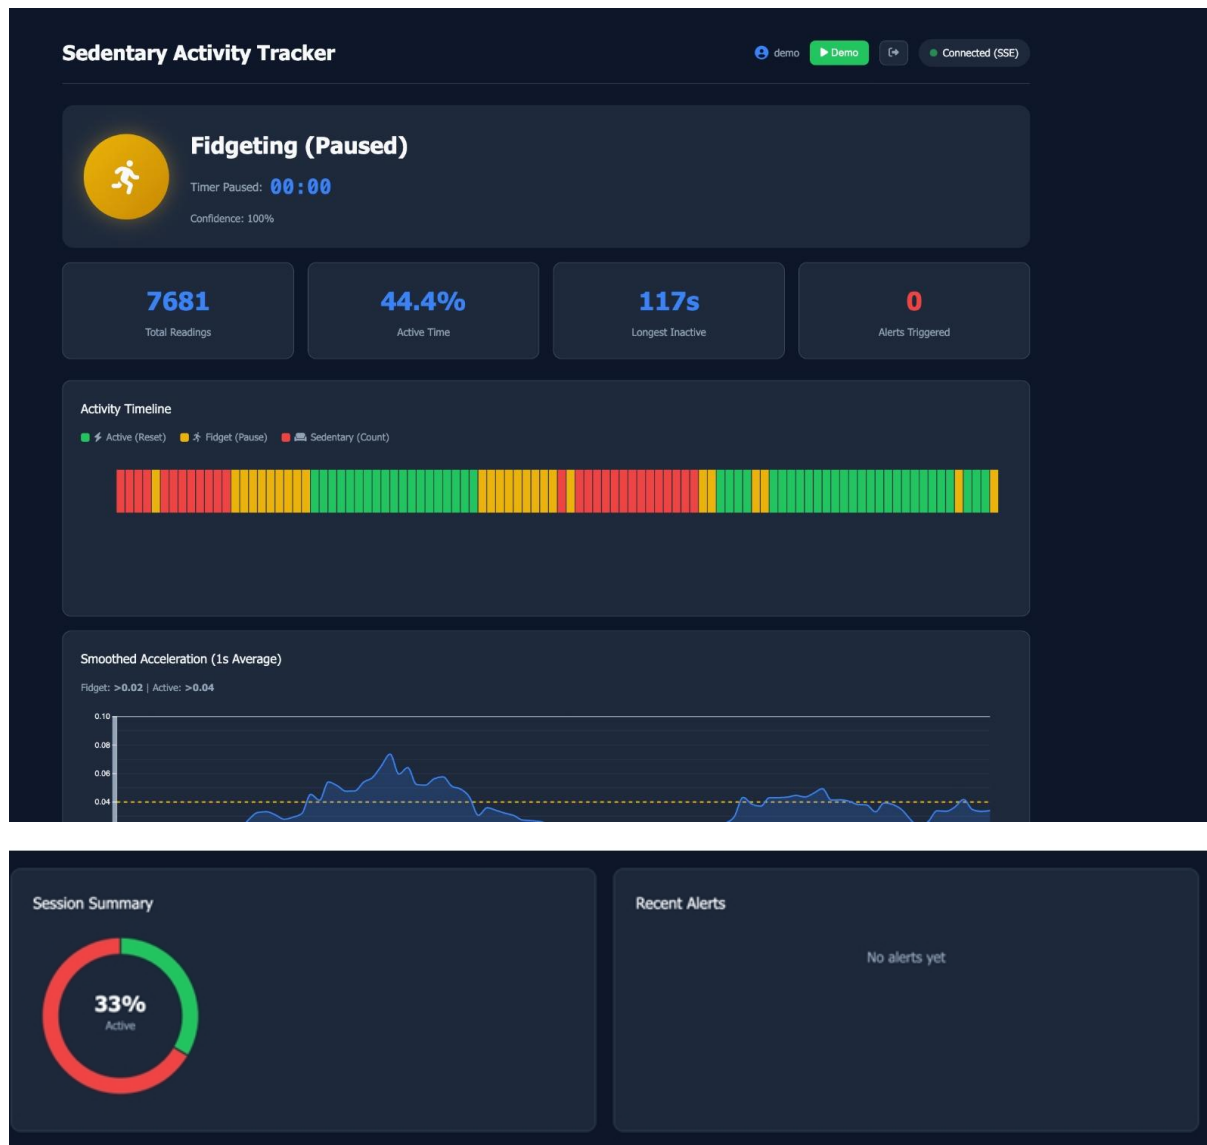 Sedentary Activity Tracker
demo
Demo
Connected (SSE)
Fidgeting (Paused)
Timer Paused: 00:00
Confidence: 100%
7681
Total Readings
44.4%
Active Time
117s
Longest Inactive
0
Alerts Triggered
Activity Timeline
Active (Reset) Fidget (Pause) Sedentary (Count)
Smoothed Acceleration (1s Average)
Fidget: >0.02 | Active: >0.04
0.10
0.08
0.06
0.04
Session Summary
33%
Active
Recent Alerts
No alerts yet